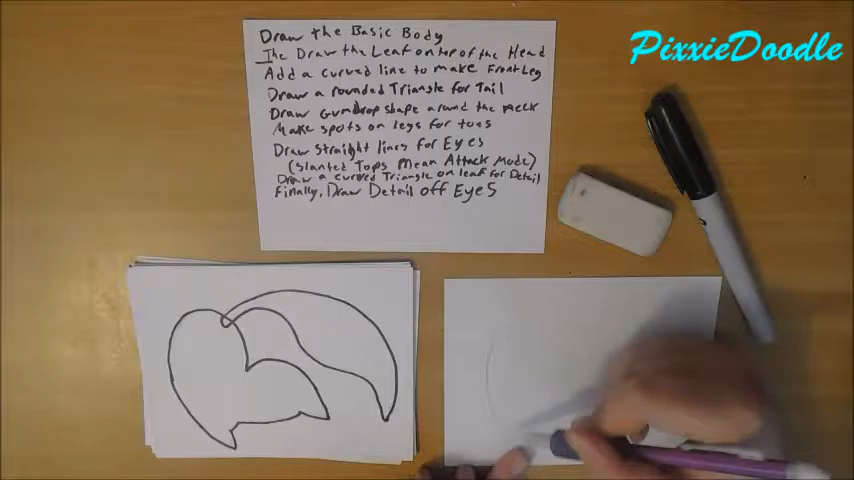 Draw the Basic Body
The Draw the Leaf on top of the Head
Add a curved line to make Front Leg
Draw a rounded Triangle for Tail
Draw Gumdrop shape around the Neck
Make spots on legs for toes
Draw straight lines for Eyes
(Slanted Tops Mean Attack Mode)
Draw a curved Triangle on leaf for Detail
Finally, Draw Detail off Eyes
PixxieDoodle